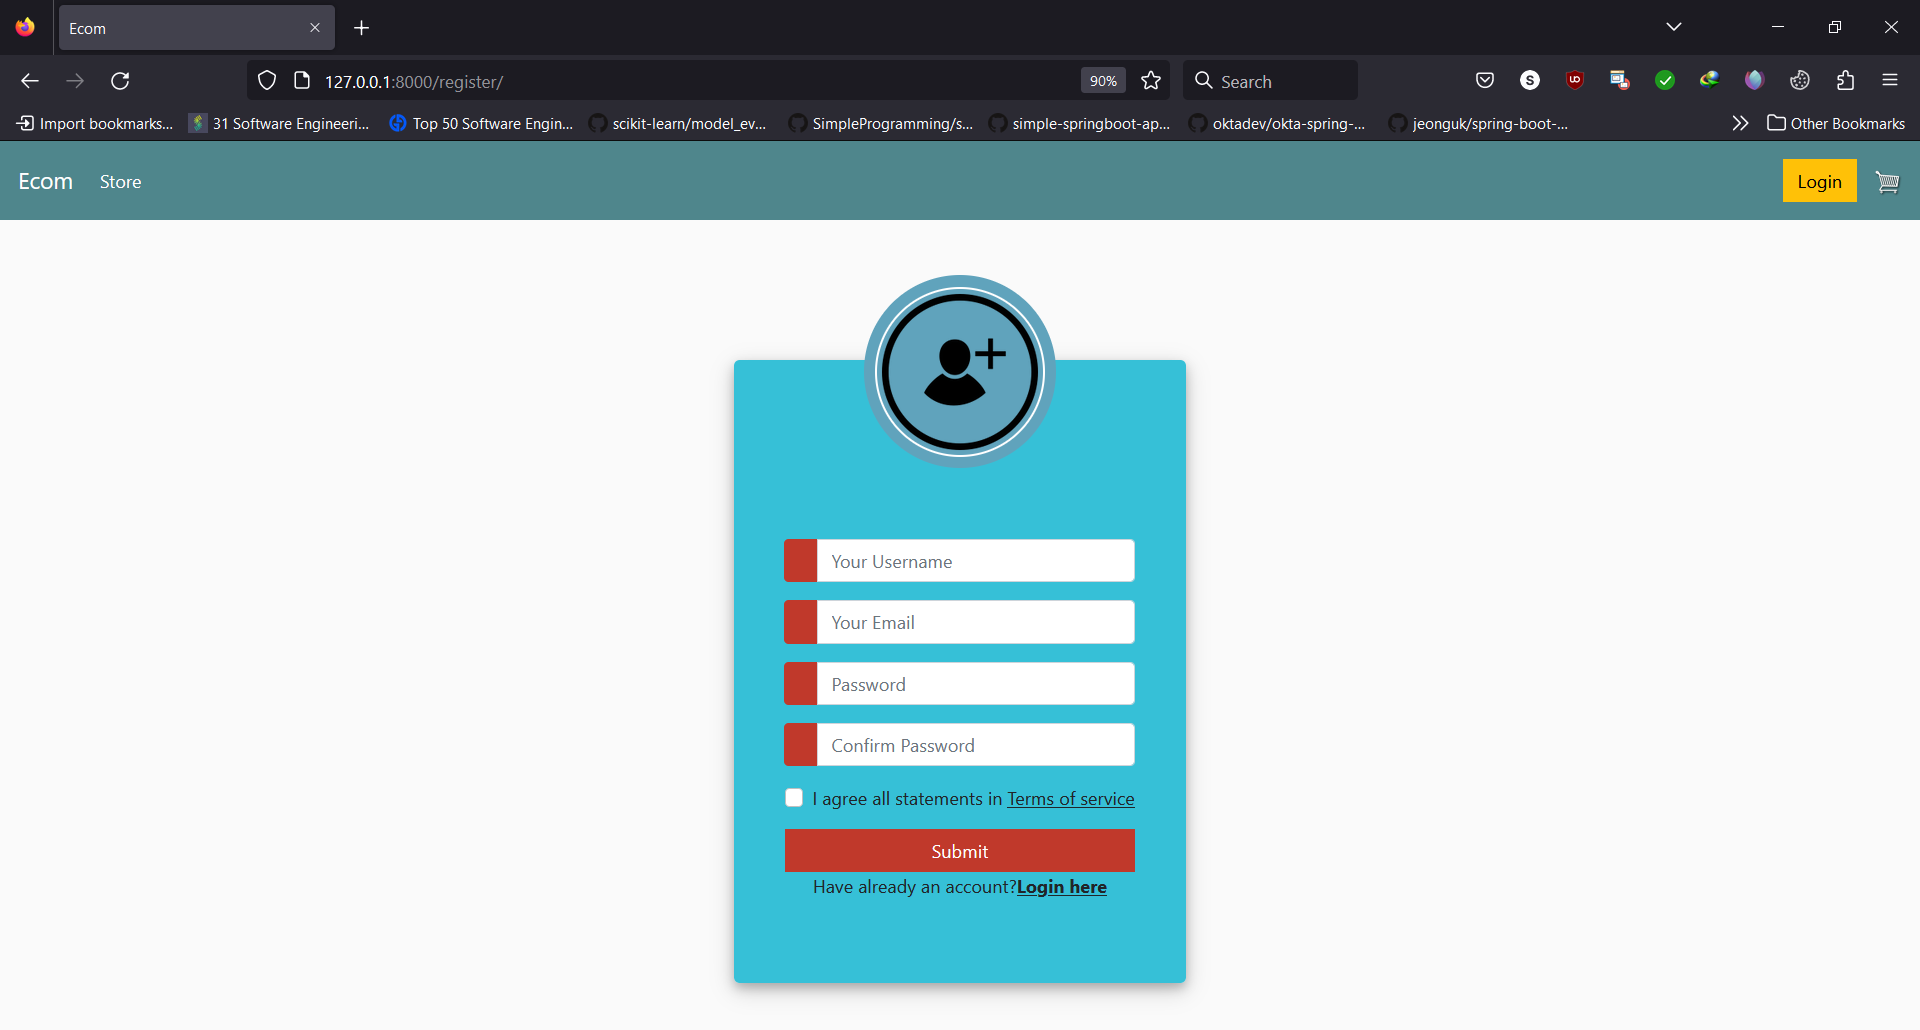 Ecom
127.0.0.1:8000/register/
90%
Search
Import bookmarks...
31 Software Engineeri...
Top 50 Software Engin...
scikit-learn/model_ev...
SimpleProgramming/s...
simple-springboot-ap...
oktadev/okta-spring-...
jeonguk/spring-boot-...
Other Bookmarks
Ecom
Store
Login
Your Username
Your Email
Password
Confirm Password
I agree all statements in Terms of service
Submit
Have already an account?Login here